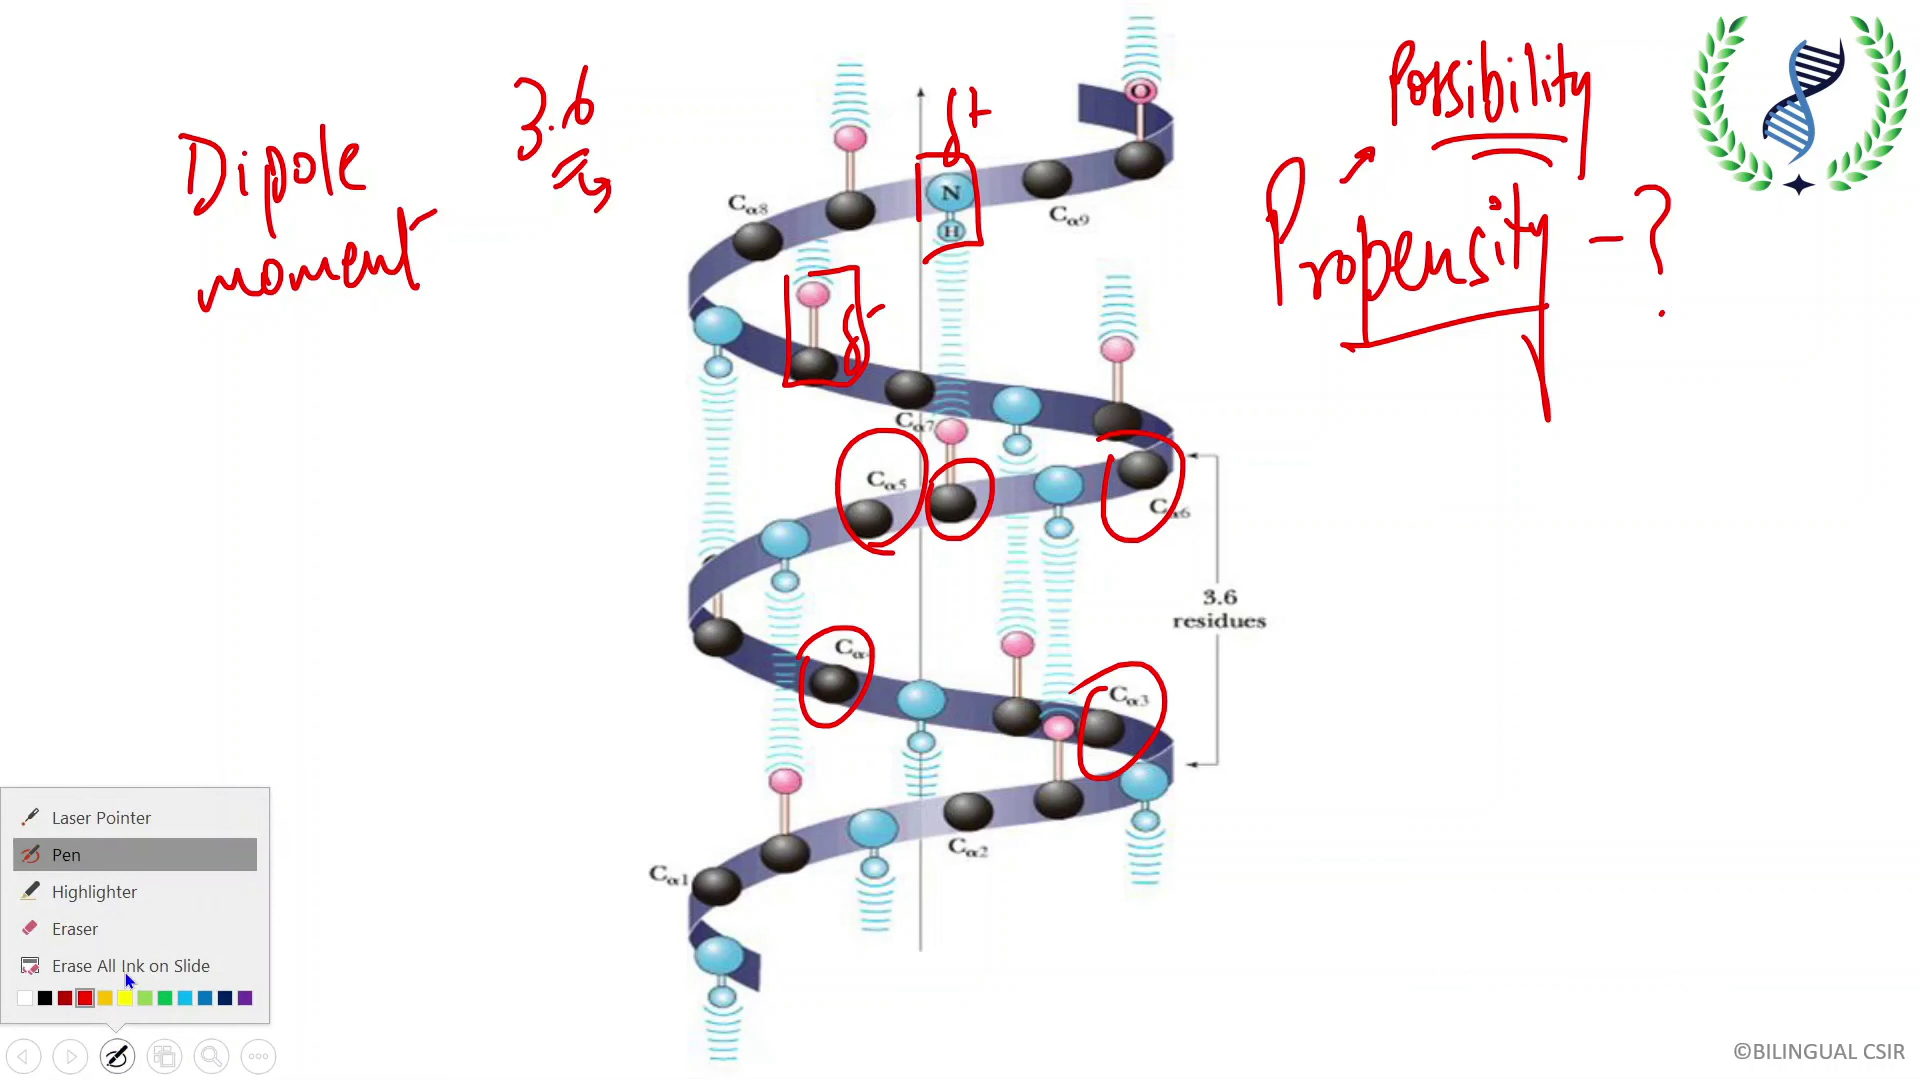 Dipole
moment
3.6
δ+
Possibility
Propensity - ?
O
N
H
Cα8
Cα9
δ-
Cα7
Cα5
Cα6
3.6
residues
Cα
Cα3
Cα2
Cα1
Laser Pointer
Pen
Highlighter
Eraser
Erase All Ink on Slide
©BILINGUAL CSIR